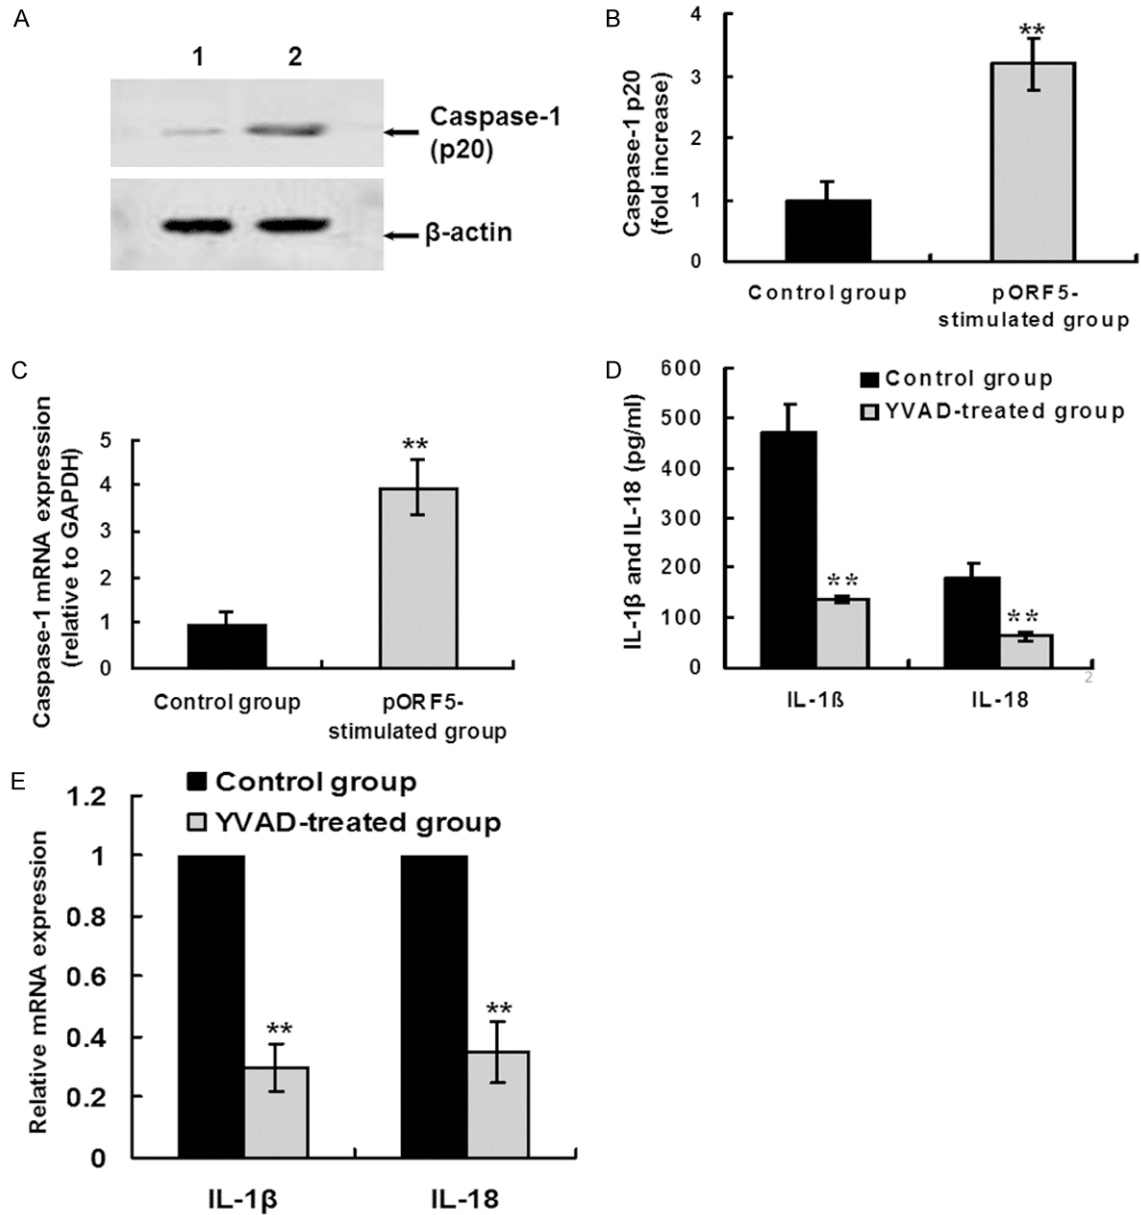 A
1 2
Caspase-1
(p20)
β-actin
B
Caspase-1 p20
(fold increase)
4
3
2
1
0
**
Control group
pORF5-
stimulated group
C
Caspase-1 mRNA expression
(relative to GAPDH)
5
4
3
2
1
0
**
Control group
pORF5-
stimulated group
D
IL-1β and IL-18 (pg/ml)
600
500
400
300
200
100
0
Control group
YVAD-treated group
**
**
IL-1ß
IL-18
2
E
Relative mRNA expression
1.2
1
0.8
0.6
0.4
0.2
0
Control group
YVAD-treated group
**
**
IL-1β
IL-18